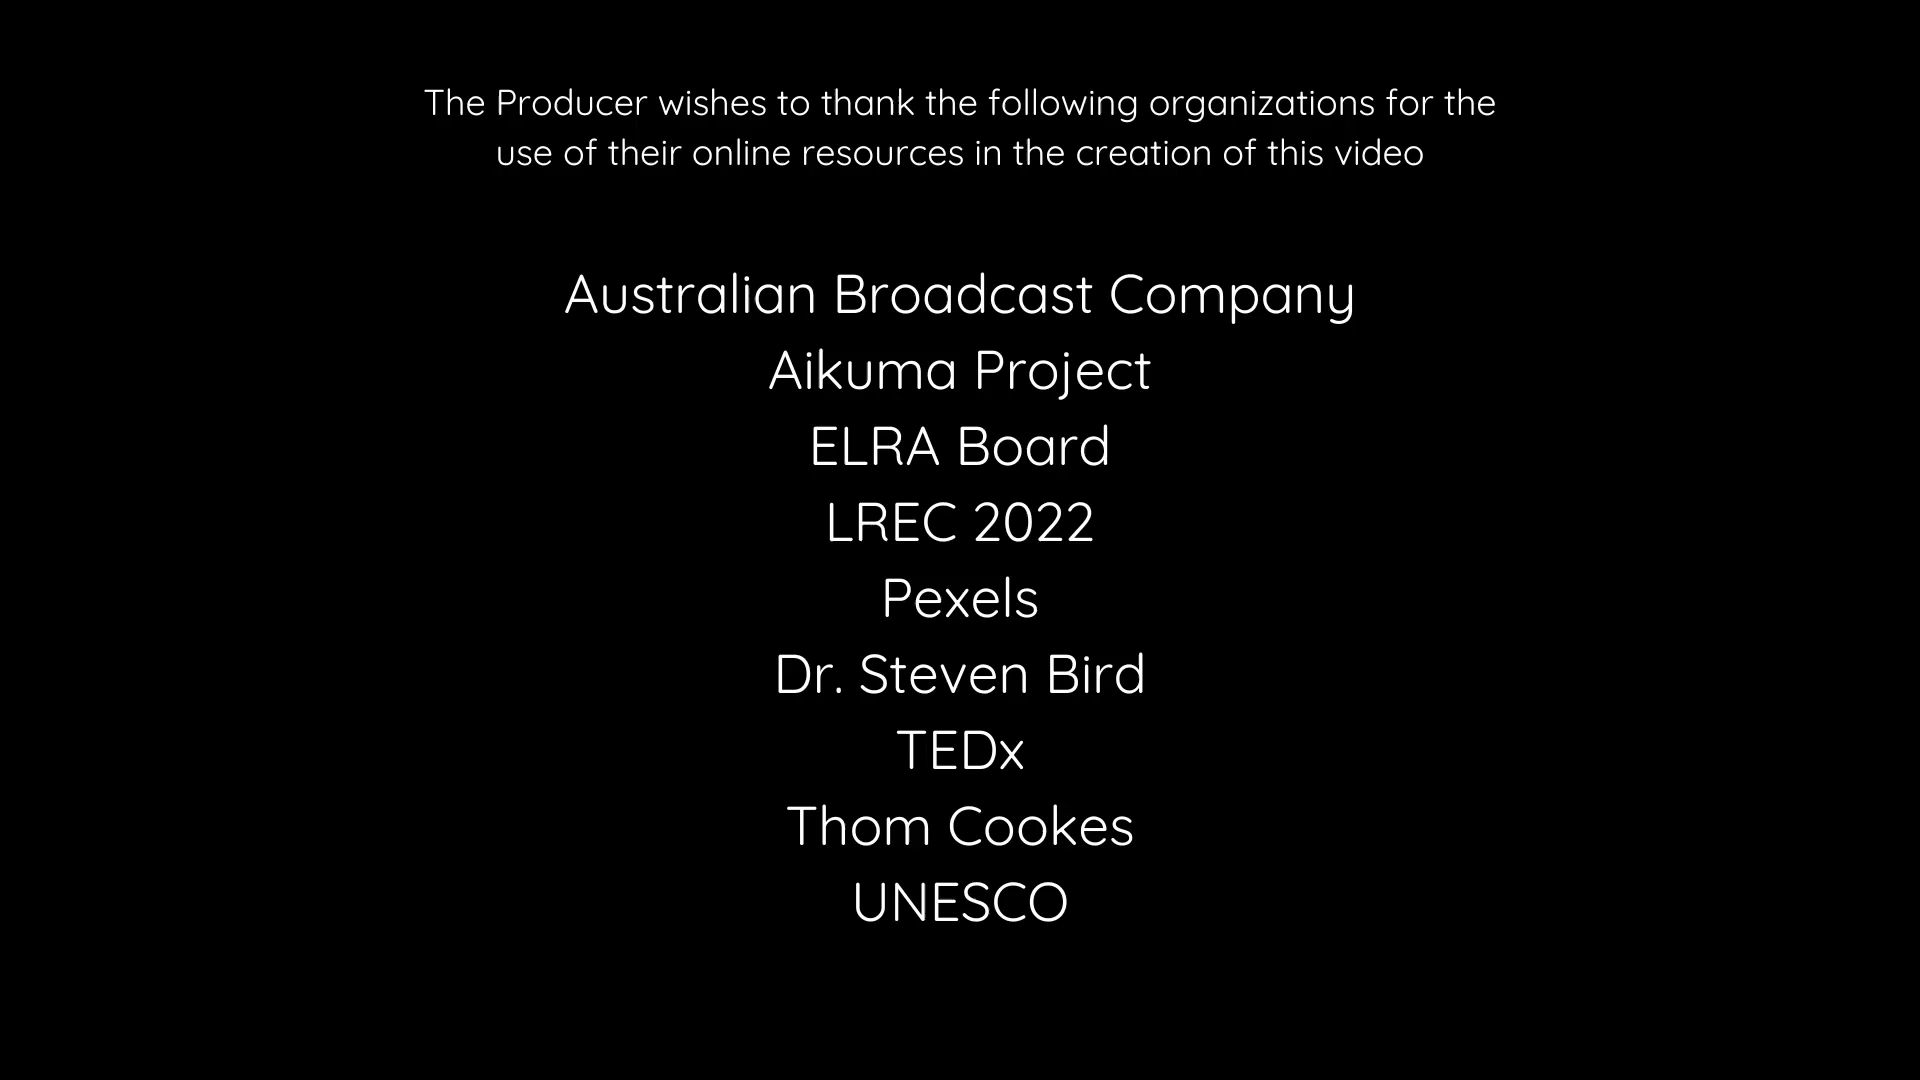 The Producer wishes to thank the following organizations for the
use of their online resources in the creation of this video
Australian Broadcast Company
Aikuma Project
ELRA Board
LREC 2022
Pexels
Dr. Steven Bird
TEDx
Thom Cookes
UNESCO